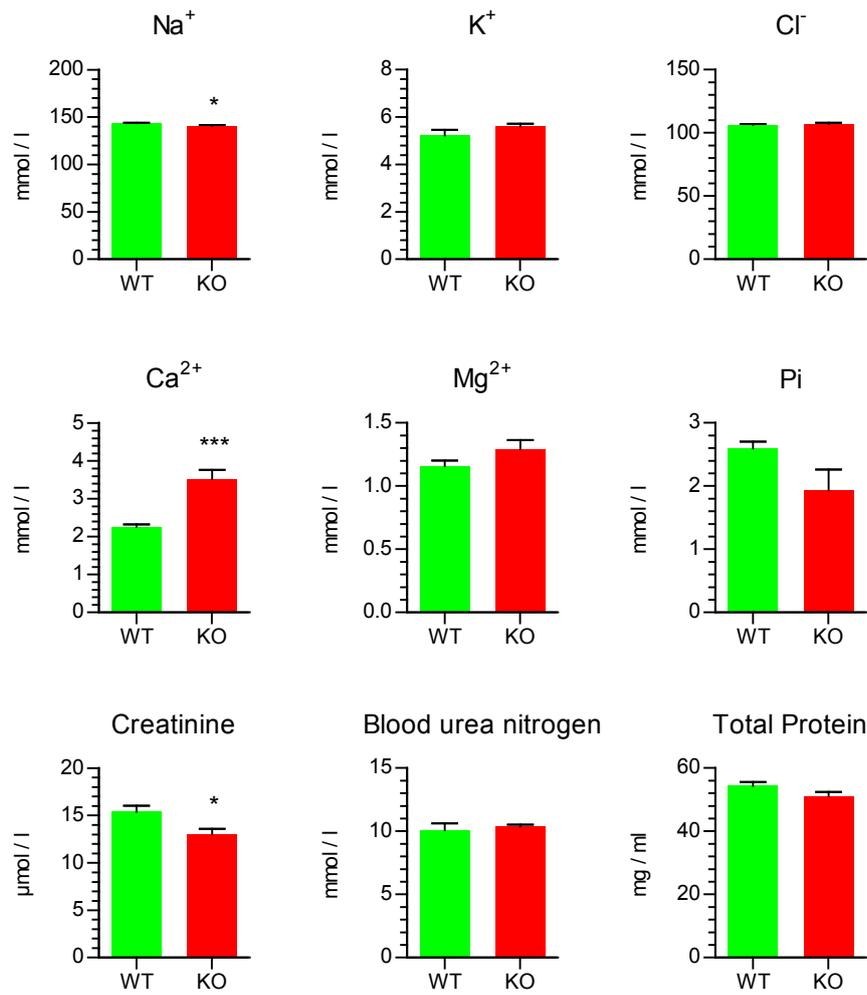 Na+ K+ Cl-
200 8 150
*
150 6
100
mmol / l 100 mmol / l 4 mmol / l
50
50 2
0 0 0
WT KO WT KO WT KO
Ca2+ Mg2+ Pi
5 1.5 3
***
4
mmol / l 3 mmol / l 1.0 mmol / l 2
2
0.5 1
1
0 0.0 0
WT KO WT KO WT KO
Creatinine Blood urea nitrogen Total Protein
20 15 60
*
15
10 40
µmol / l 10 mmol / l mg / ml
5 20
5
0 0 0
WT KO WT KO WT KO